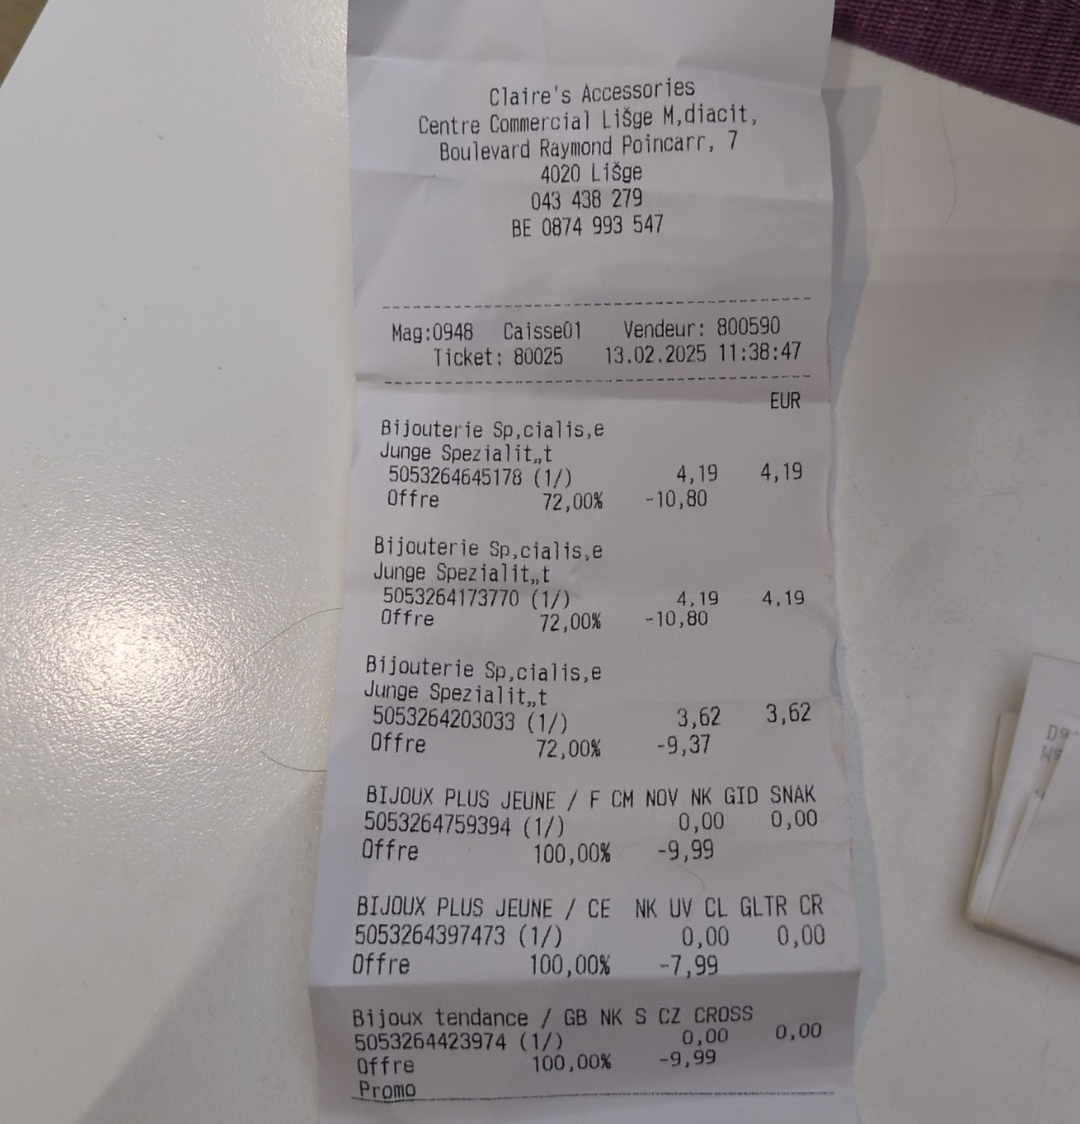 Claire's Accessories
Centre Commercial Lišge M,diacit,
Boulevard Raymond Poincarr, 7
4020 Lišge
043 438 279
BE 0874 993 547
Mag:0948 Caisse01 Vendeur: 800590
Ticket: 80025 13.02.2025 11:38:47
EUR
Bijouterie Sp,cialis,e
Junge Spezialit„t
5053264645178 (1/) 4,19 4,19
Offre 72,00% -10,80
Bijouterie Sp,cialis,e
Junge Spezialit„t
5053264173770 (1/) 4,19 4,19
Offre 72,00% -10,80
Bijouterie Sp,cialis,e
Junge Spezialit„t
5053264203033 (1/) 3,62 3,62
Offre 72,00% -9,37
BIJOUX PLUS JEUNE / F CM NOV NK GID SNAK
5053264759394 (1/) 0,00 0,00
Offre 100,00% -9,99
BIJOUX PLUS JEUNE / CE NK UV CL GLTR CR
5053264397473 (1/) 0,00 0,00
Offre 100,00% -7,99
Bijoux tendance / GB NK S CZ CROSS
5053264423974 (1/) 0,00 0,00
Offre 100,00% -9,99
Promo